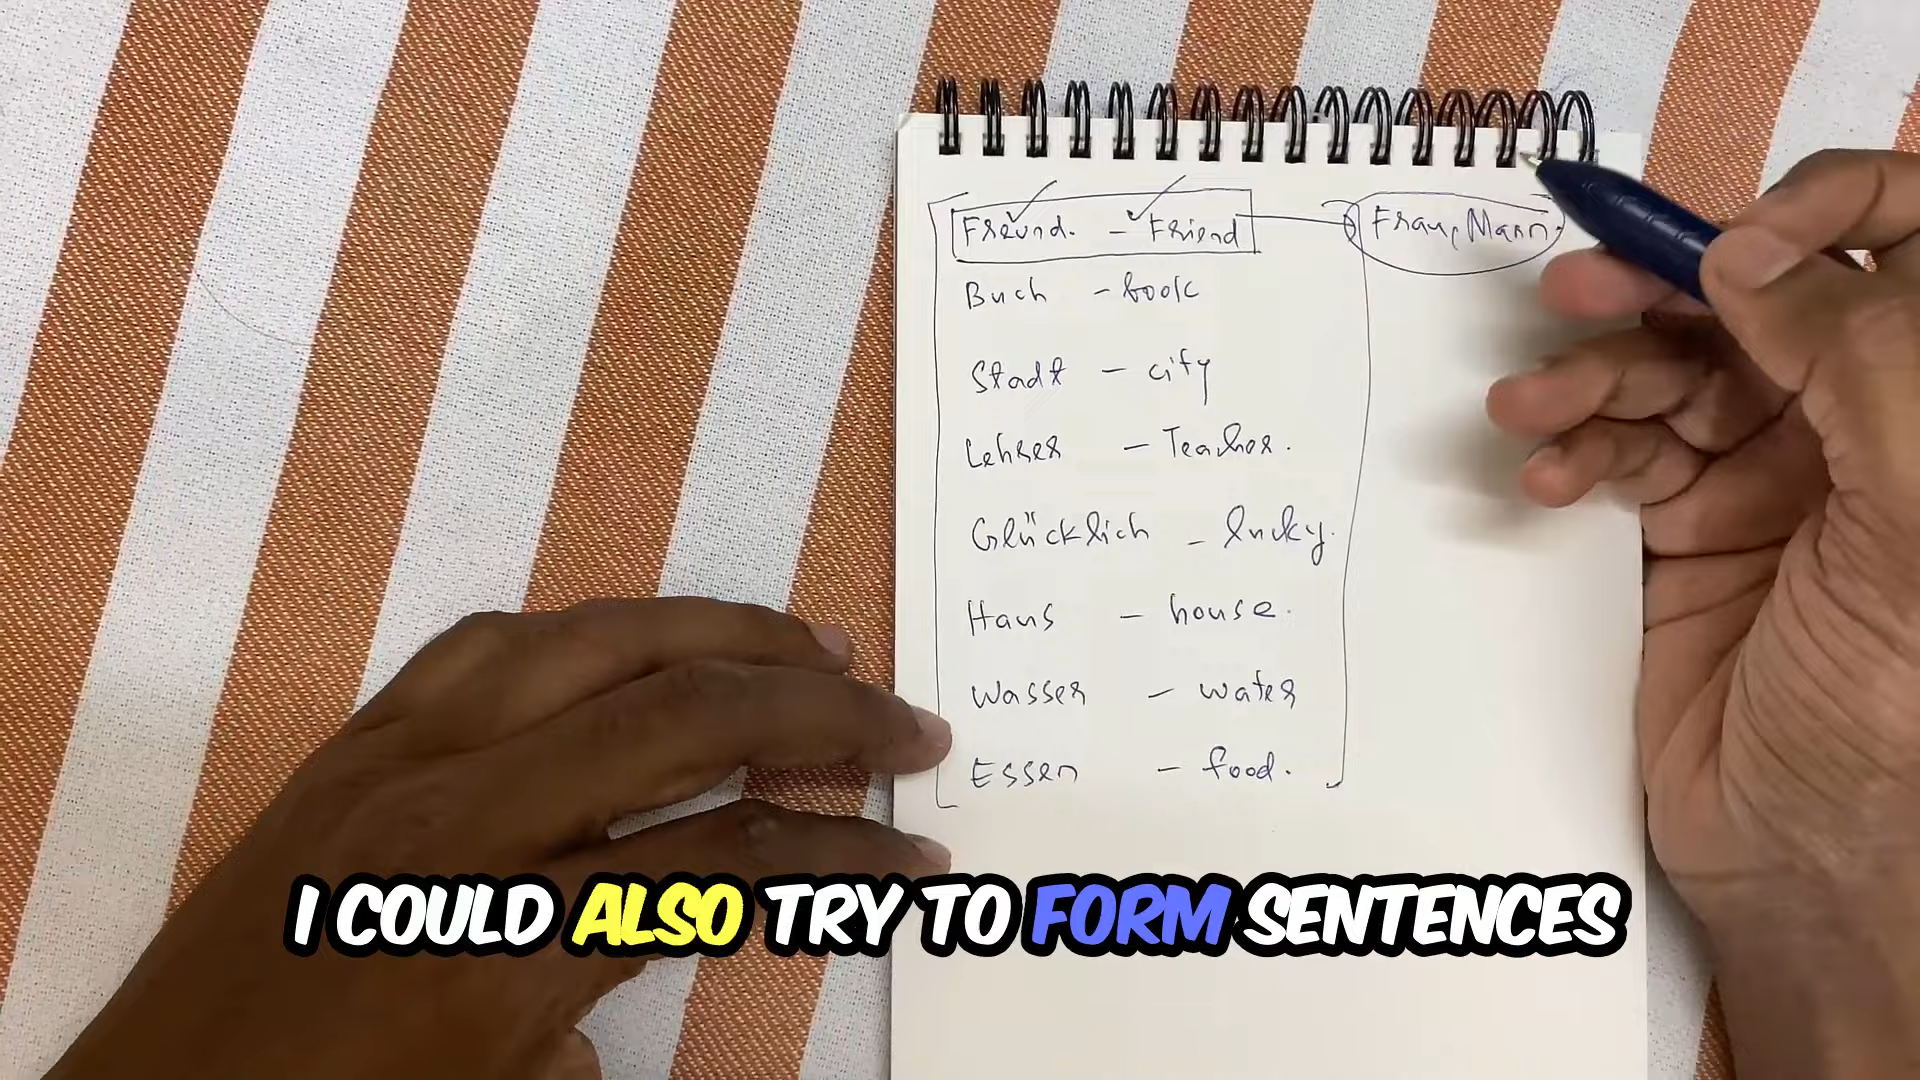 Freund. - Friend Frau, Mann.
Buch - book
Stadt - city
Lehrer - Teacher.
Glücklich - lucky.
Haus - house.
Wasser - water
Essen - food.
I COULD ALSO TRY TO FORM SENTENCES